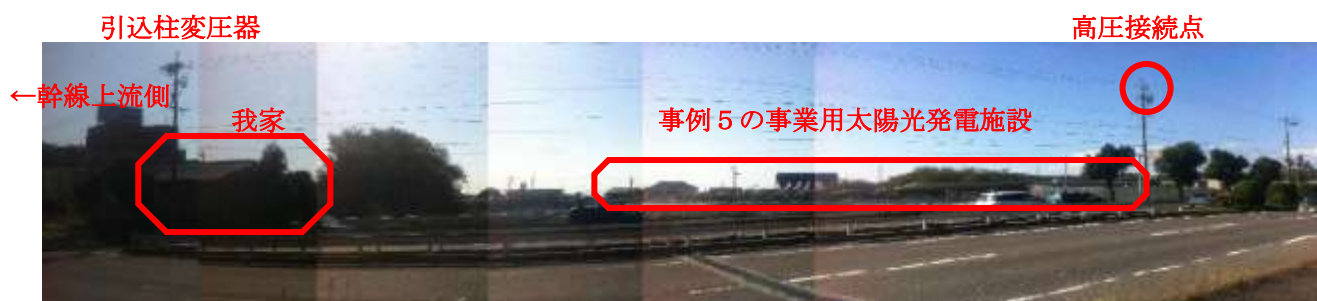 引込柱変圧器
高圧接続点
←幹線上流側
我家
事例５の事業用太陽光発電施設